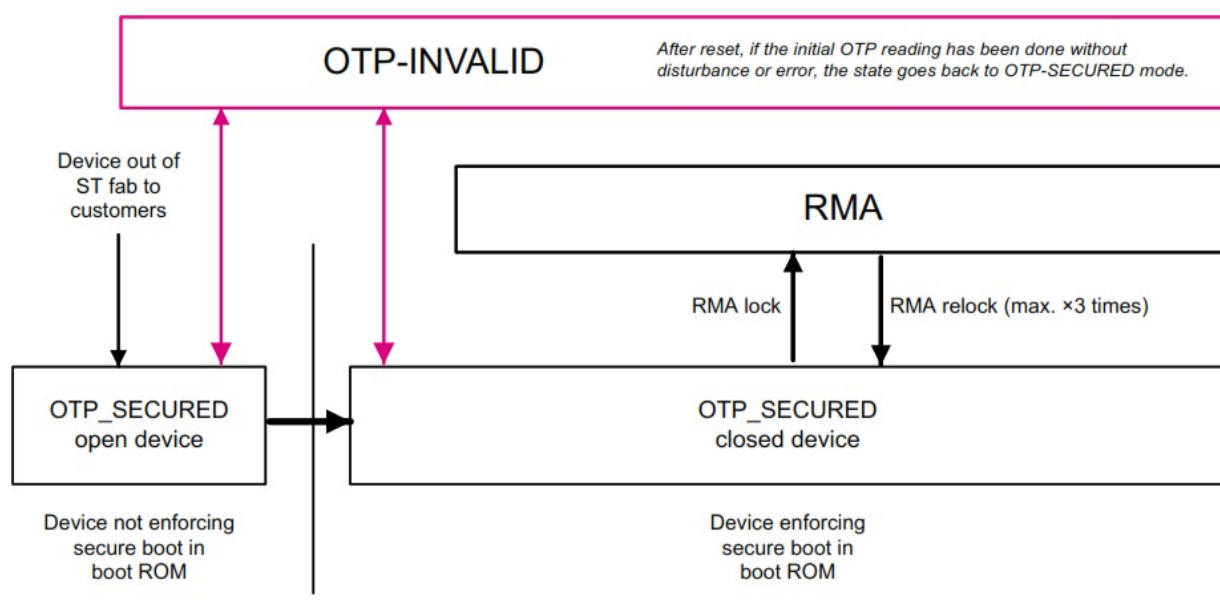 OTP-INVALID
After reset, if the initial OTP reading has been done without
disturbance or error, the state goes back to OTP-SECURED mode.
Device out of
ST fab to
customers
RMA
RMA lock
RMA relock (max. ×3 times)
OTP_SECURED
open device
OTP_SECURED
closed device
Device not enforcing
secure boot in
boot ROM
Device enforcing
secure boot in
boot ROM